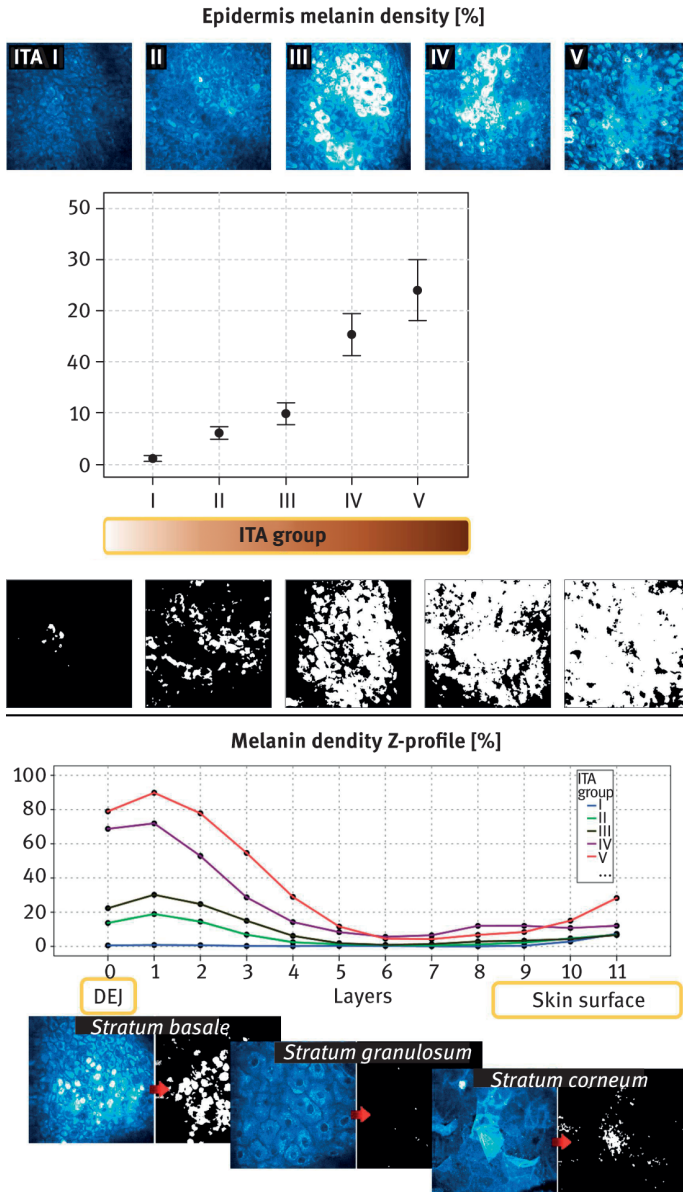 Epidermis melanin density [%]
ITA I II III IV V
50
30
20
40
10
0
I II III IV V
ITA group
Melanin dendity Z-profile [%]
100
80
60
40
20
0
ITA
group
I
II
III
IV
V
...
0 1 2 3 4 5 6 7 8 9 10 11
DEJ Layers Skin surface
Stratum basale
Stratum granulosum
Stratum corneum